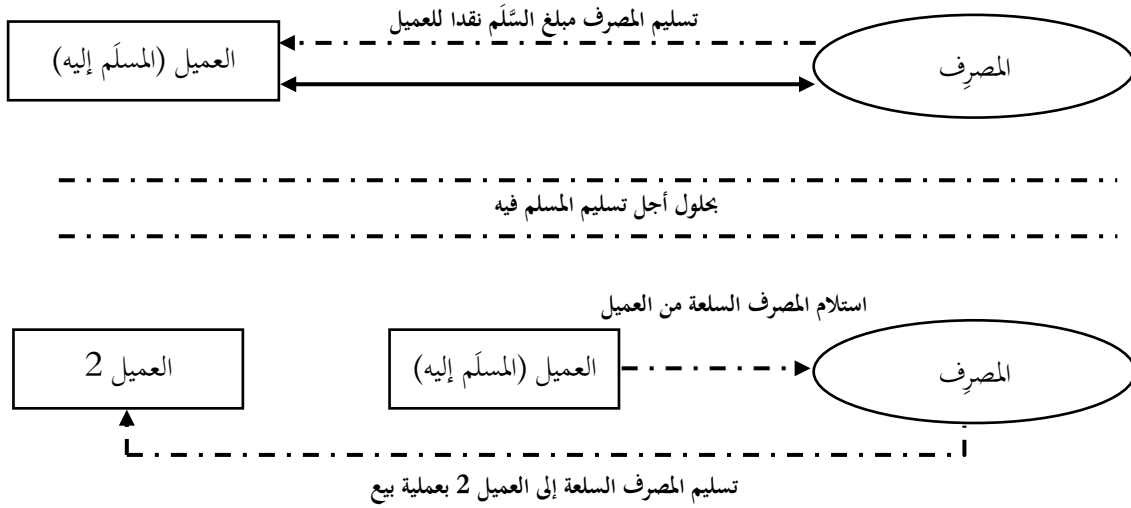 تسليم المصرف مبلغ السَّلَم نقدا للعميل
المصرِف
العميل (المسلَم إليه)
بحلول أجل تسليم المسلم فيه
استلام المصرف السلعة من العميل
المصرِف
العميل (المسلَم إليه)
العميل 2
تسليم المصرف السلعة إلى العميل 2 بعملية بيع